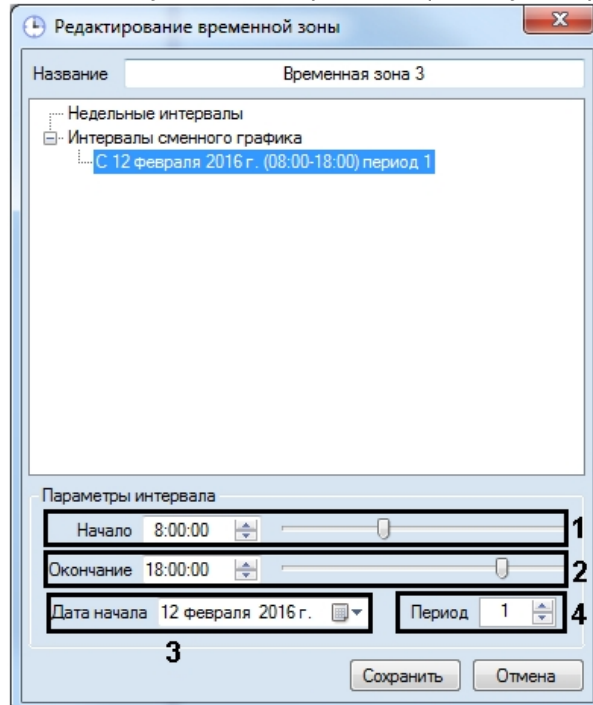 Редактирование временной зоны
Название Временная зона 3
Недельные интервалы
Интервалы сменного графика
С 12 февраля 2016 г. (08:00-18:00) период 1
Параметры интервала
Начало 8:00:00 1
Окончание 18:00:00 2
Дата начала 12 февраля 2016 г. Период 1 4
3
Сохранить Отмена